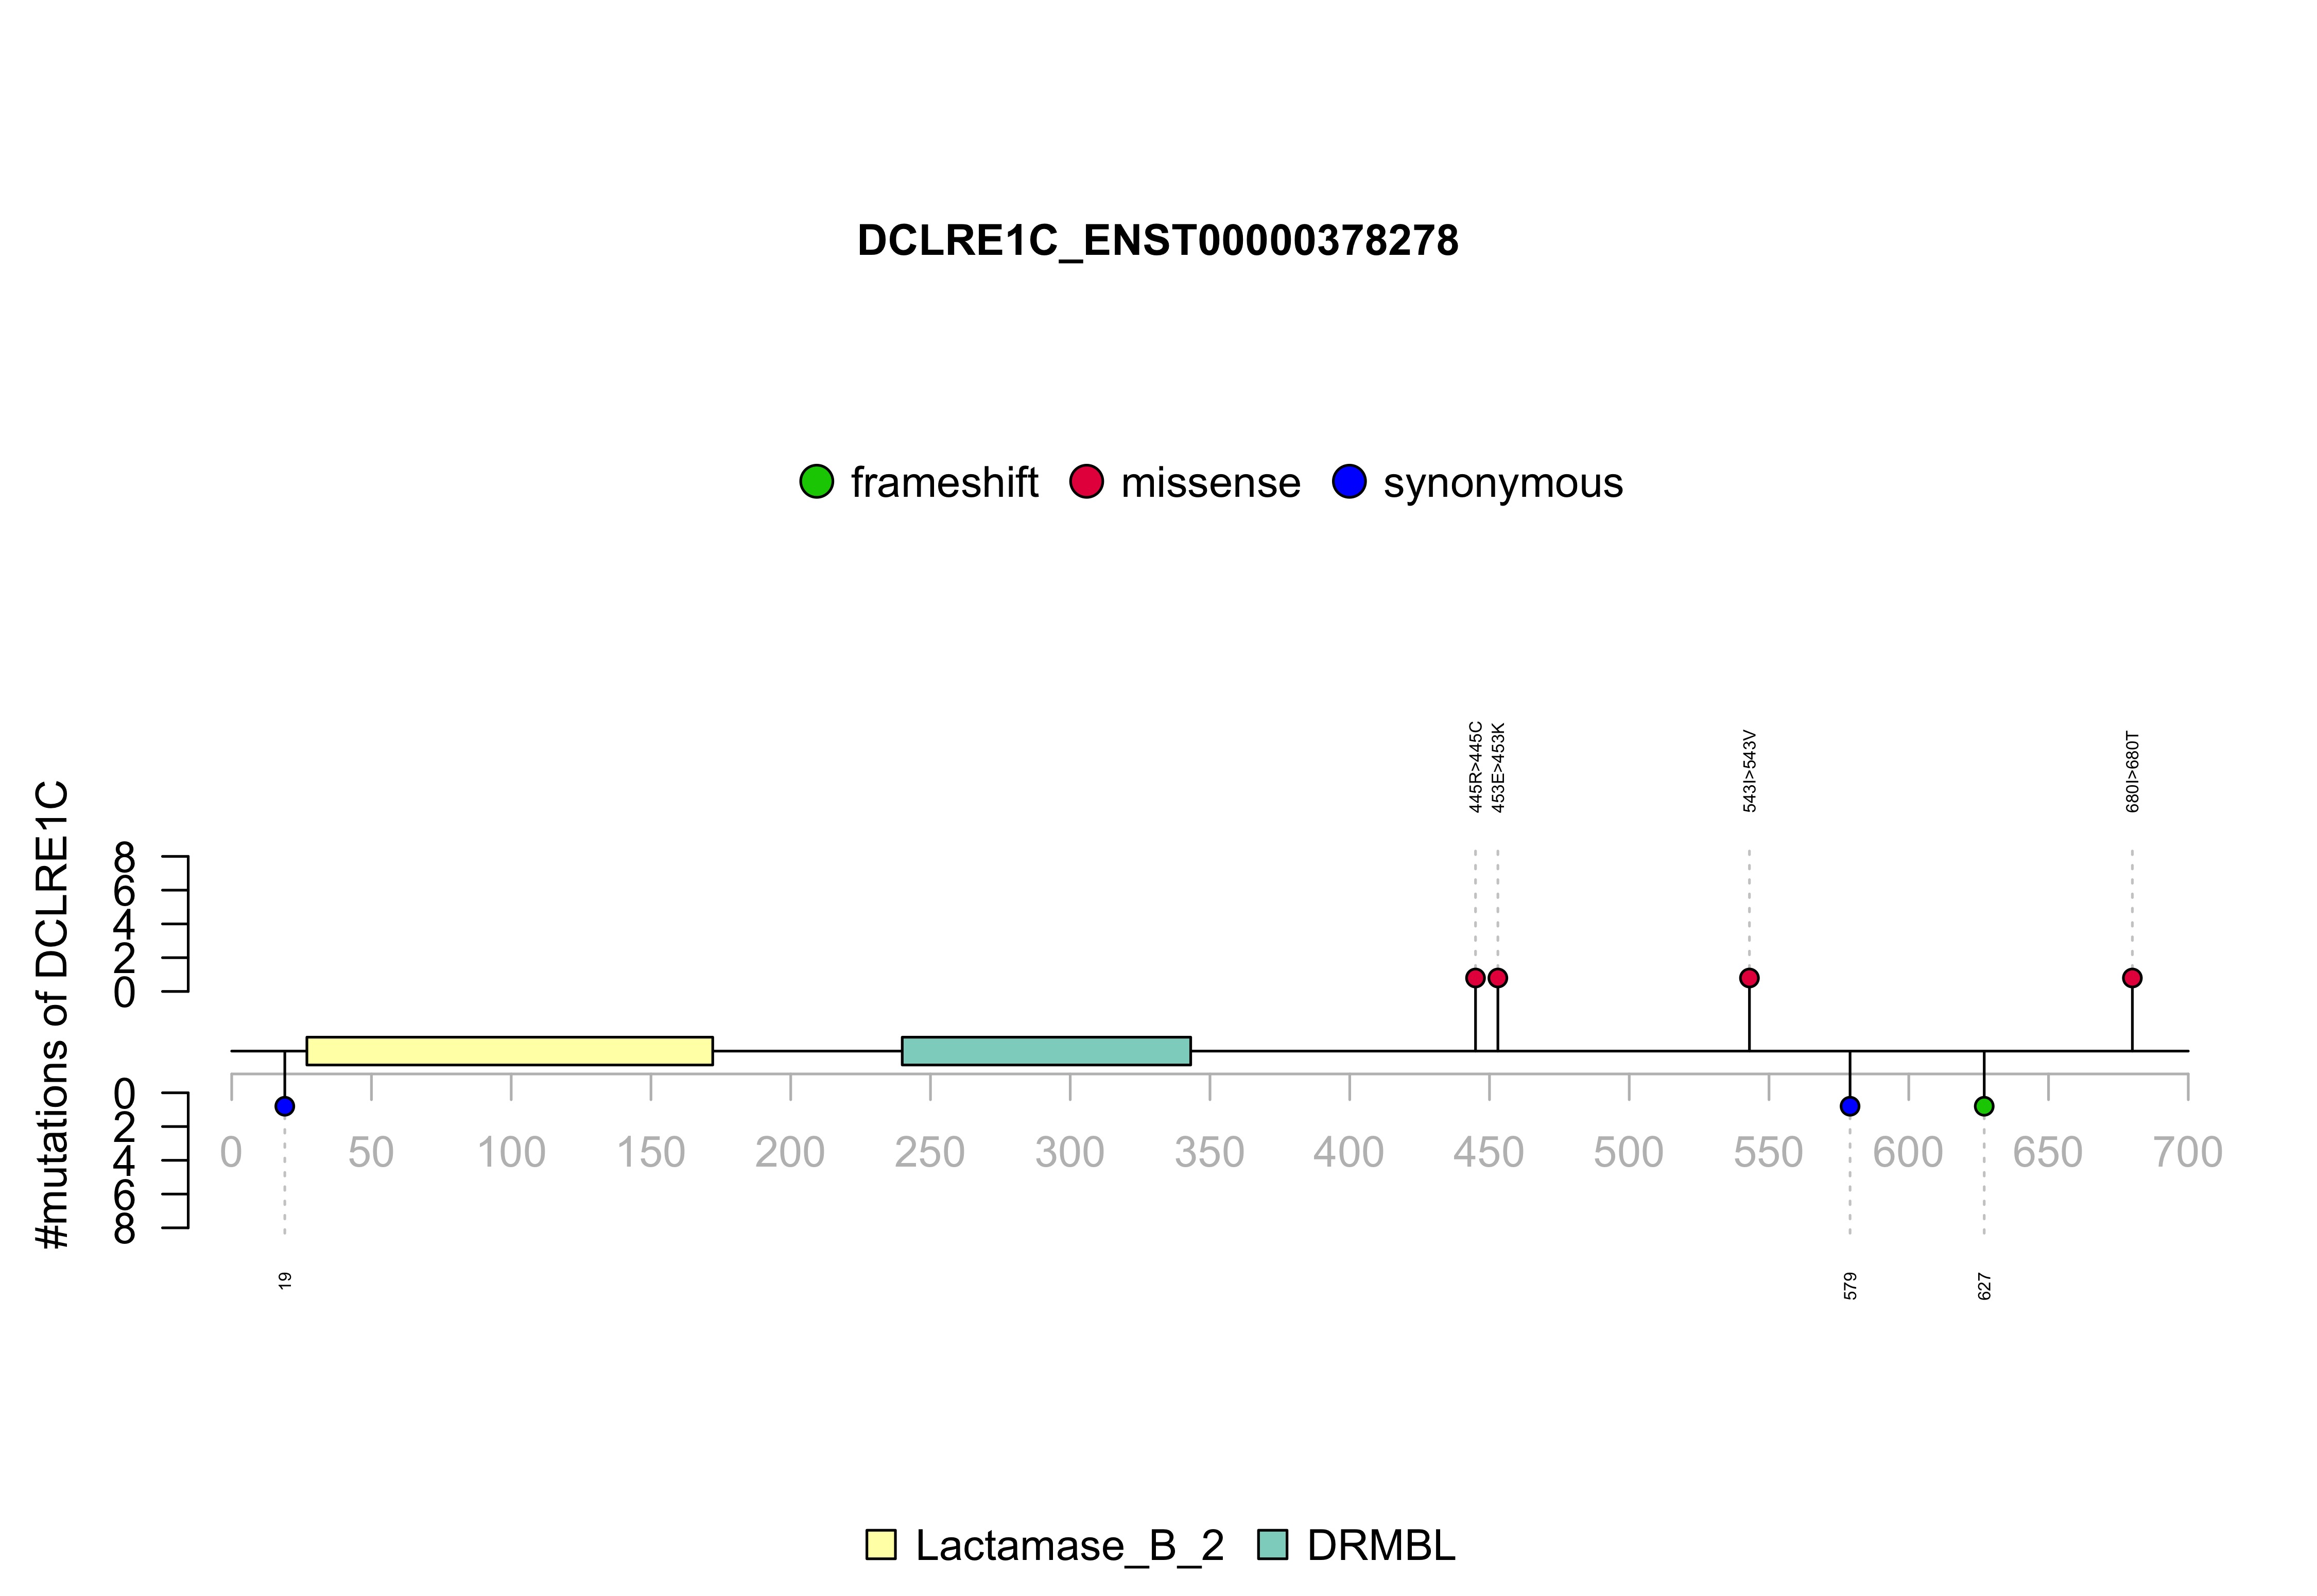 DCLRE1C_ENST00000378278
frameshift missense synonymous
445R>445C 453E>453K 543I>543V 680I>680T
#mutations of DCLRE1C
8
6
4
2
0
0
2
4
6
8
0 50 100 150 200 250 300 350 400 450 500 550 600 650 700
19 579 627
Lactamase_B_2 DRMBL